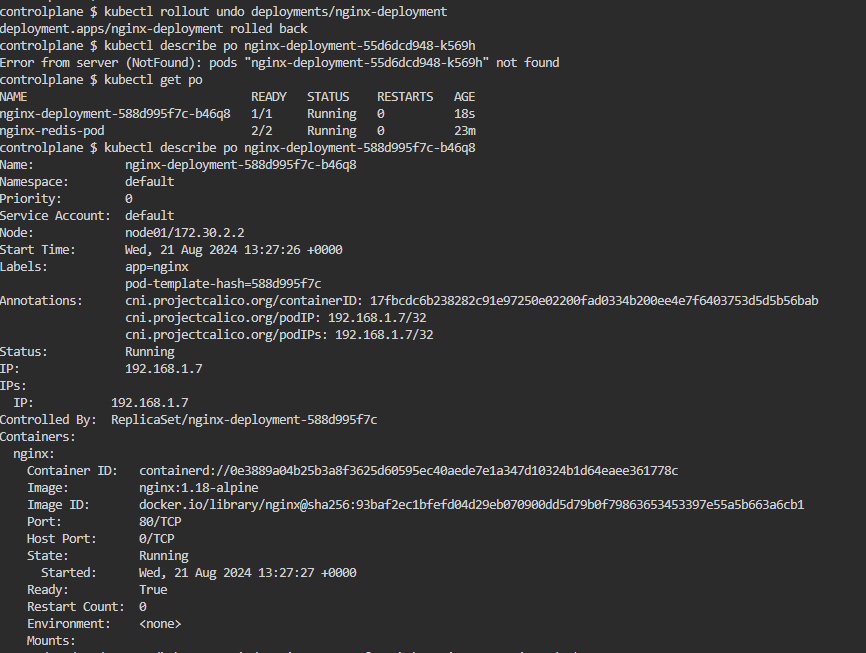 controlplane $ kubectl rollout undo deployments/nginx-deployment
deployment.apps/nginx-deployment rolled back
controlplane $ kubectl describe po nginx-deployment-55d6dcd948-k569h
Error from server (NotFound): pods "nginx-deployment-55d6dcd948-k569h" not found
controlplane $ kubectl get po
NAME READY STATUS RESTARTS AGE
nginx-deployment-588d995f7c-b46q8 1/1 Running 0 18s
nginx-redis-pod 2/2 Running 0 23m
controlplane $ kubectl describe po nginx-deployment-588d995f7c-b46q8
Name: nginx-deployment-588d995f7c-b46q8
Namespace: default
Priority: 0
Service Account: default
Node: node01/172.30.2.2
Start Time: Wed, 21 Aug 2024 13:27:26 +0000
Labels: app=nginx
pod-template-hash=588d995f7c
Annotations: cni.projectcalico.org/containerID: 17fbcdc6b238282c91e97250e02200fad0334b200ee4e7f6403753d5d5b56bab
cni.projectcalico.org/podIP: 192.168.1.7/32
cni.projectcalico.org/podIPs: 192.168.1.7/32
Status: Running
IP: 192.168.1.7
IPs:
IP: 192.168.1.7
Controlled By: ReplicaSet/nginx-deployment-588d995f7c
Containers:
nginx:
Container ID: containerd://0e3889a04b25b3a8f3625d60595ec40aede7e1a347d10324b1d64eaee361778c
Image: nginx:1.18-alpine
Image ID: docker.io/library/nginx@sha256:93baf2ec1bfefd04d29eb070900dd5d79b0f79863653453397e55a5b663a6cb1
Port: 80/TCP
Host Port: 0/TCP
State: Running
Started: Wed, 21 Aug 2024 13:27:27 +0000
Ready: True
Restart Count: 0
Environment: <none>
Mounts: